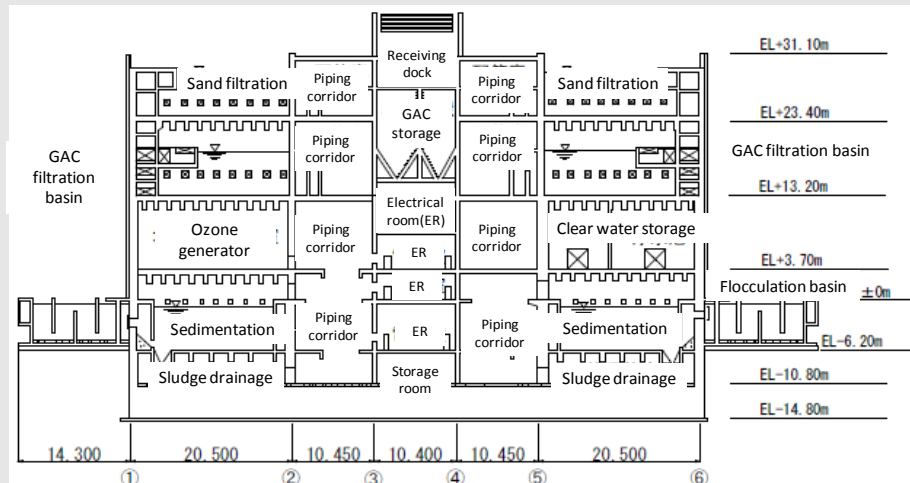 EL+31.10m
Receiving
dock
Sand filtration
Piping
corridor
Piping
corridor
Sand filtration
EL+23.40m
GAC
storage
GAC
filtration
basin
Piping
corridor
Piping
corridor
GAC filtration basin
EL+13.20m
Electrical
room(ER)
Ozone
generator
Piping
corridor
Piping
corridor
Clear water storage
ER
EL+3.70m
ER
Flocculation basin
±0m
Sedimentation
Piping
corridor
ER
Piping
corridor
Sedimentation
EL-6.20m
Sludge drainage
Storage
room
Sludge drainage
EL-10.80m
EL-14.80m
14.300 20.500 10.450 10.400 10.450 20.500
① ② ③ ④ ⑤ ⑥